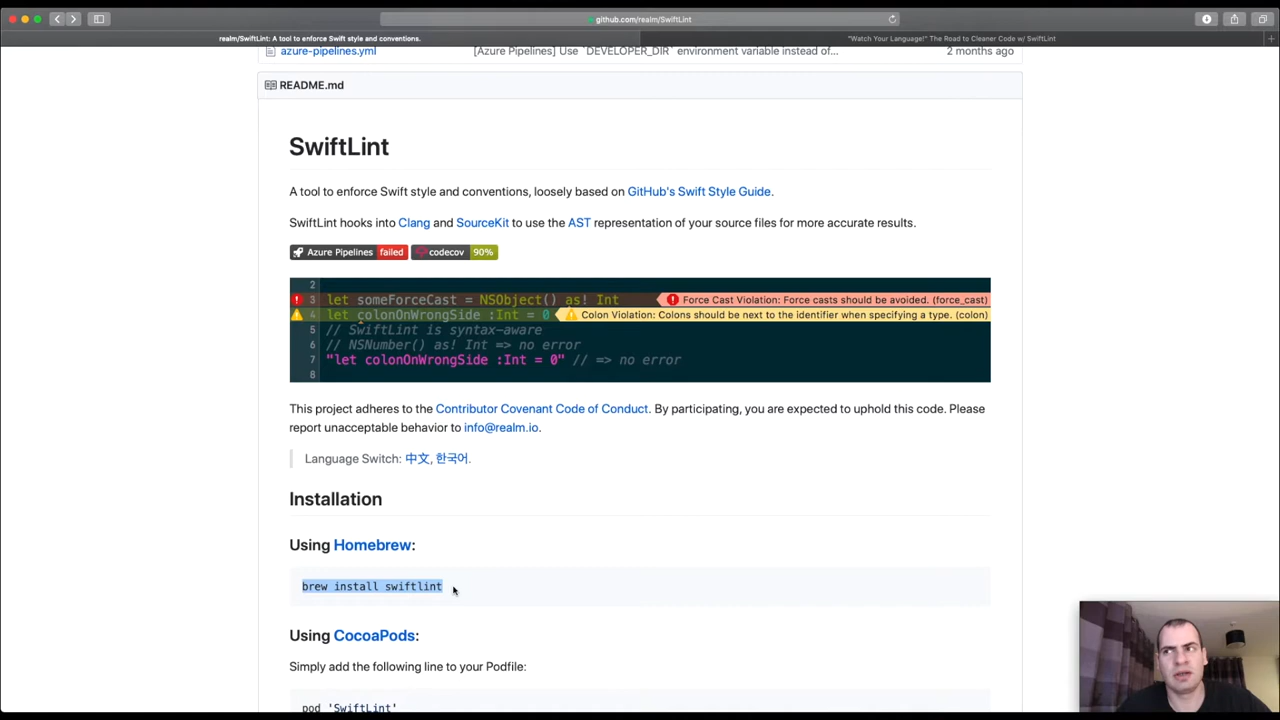 github.com/realm/SwiftLint
realm/SwiftLint: A tool to enforce Swift style and conventions.
"Watch Your Language!" The Road to Cleaner Code w/ SwiftLint
azure-pipelines.yml [Azure Pipelines] Use `DEVELOPER_DIR` environment variable instead of... 2 months ago
README.md
SwiftLint
A tool to enforce Swift style and conventions, loosely based on GitHub's Swift Style Guide.
SwiftLint hooks into Clang and SourceKit to use the AST representation of your source files for more accurate results.
Azure Pipelines failed codecov 90%
2
3 let someForceCast = NSObject() as! Int Force Cast Violation: Force casts should be avoided. (force_cast)
4 let colonOnWrongSide :Int = 0 Colon Violation: Colons should be next to the identifier when specifying a type. (colon)
5 // SwiftLint is syntax-aware
6 // NSNumber() as! Int => no error
7 "let colonOnWrongSide :Int = 0" // => no error
8
This project adheres to the Contributor Covenant Code of Conduct. By participating, you are expected to uphold this code. Please
report unacceptable behavior to info@realm.io.
Language Switch: 中文, 한국어.
Installation
Using Homebrew:
brew install swiftlint
Using CocoaPods:
Simply add the following line to your Podfile:
pod 'SwiftLint'